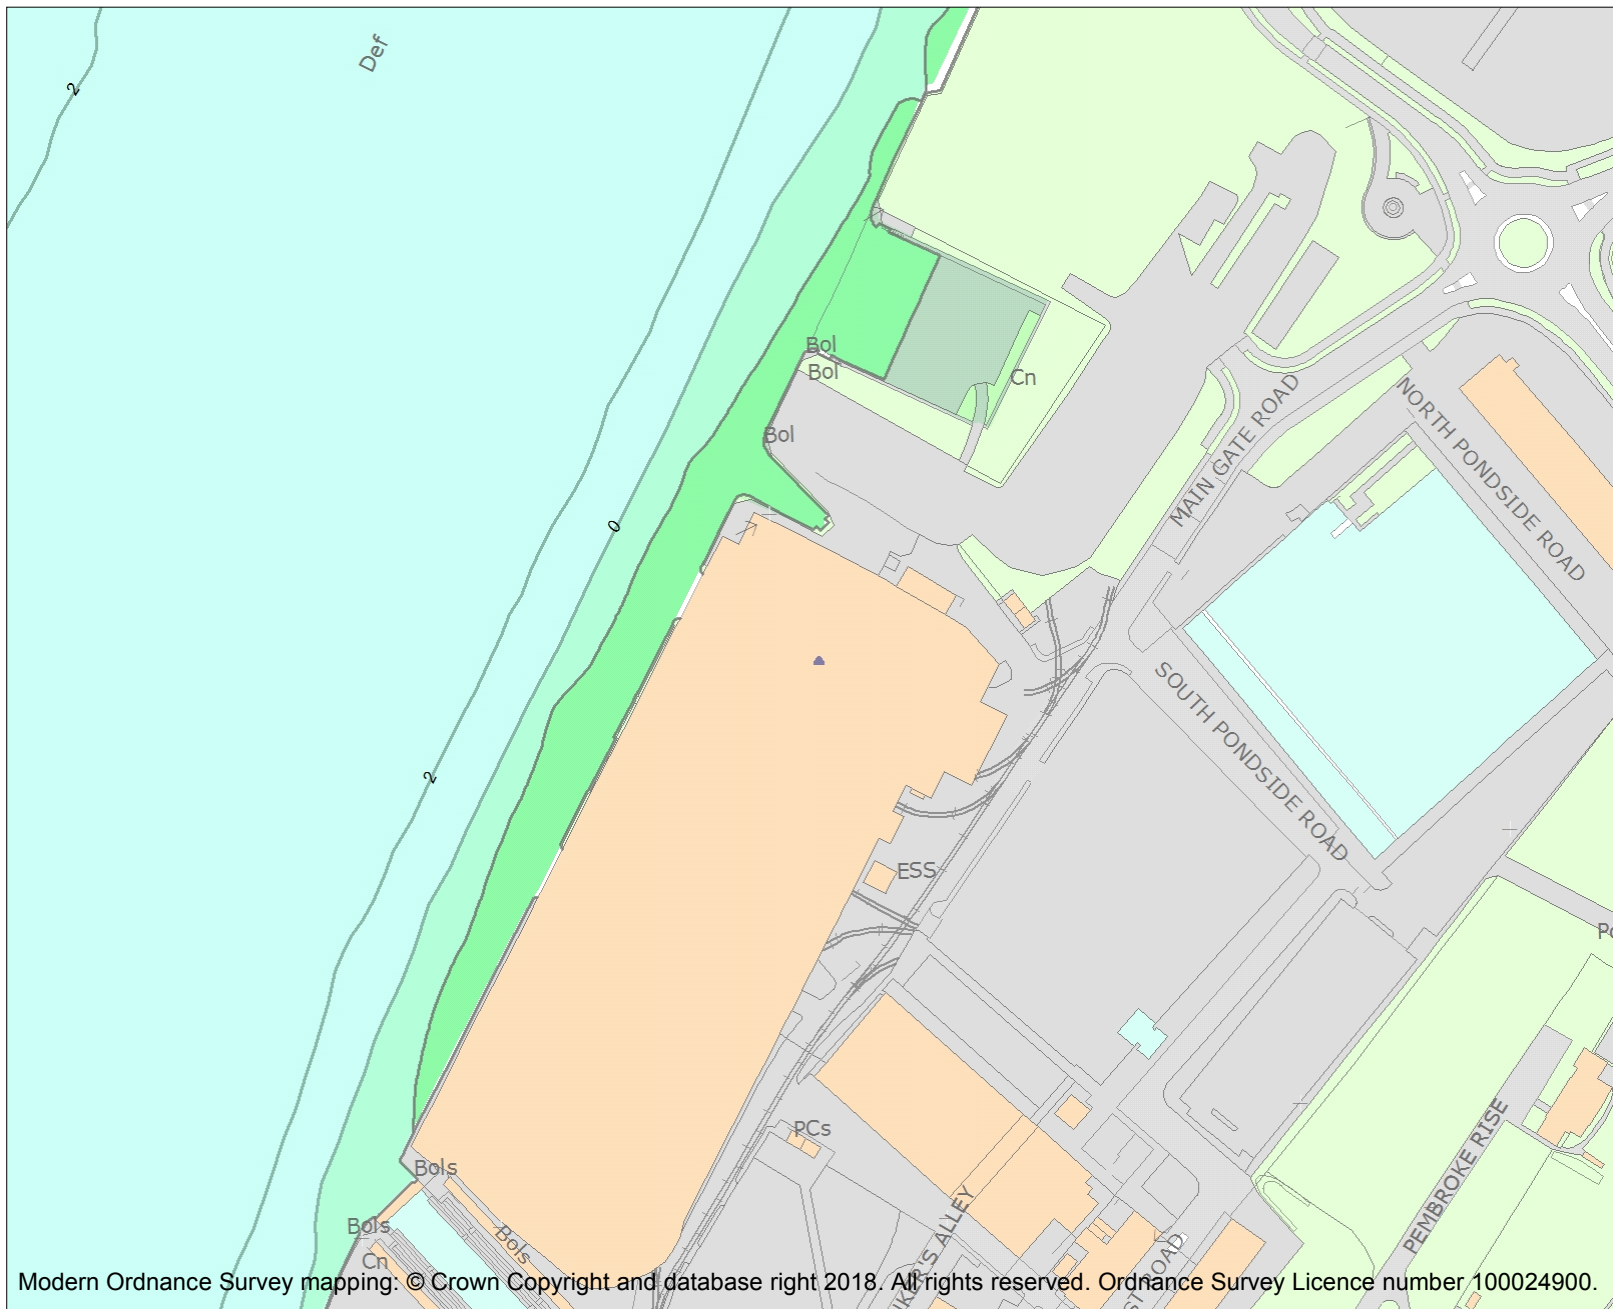 Def
2
Bol
Bol
Cn
Bol
MAIN GATE ROAD
NORTH PONDSIDE ROAD
0
SOUTH PONDSIDE ROAD
2
ESS
PCs
PEMBROKE RISE
Bols
Bols
Bols
Cn
ALLEY
ROAD
Modern Ordnance Survey mapping: © Crown Copyright and database right 2018. All rights reserved. Ordnance Survey Licence number 100024900.